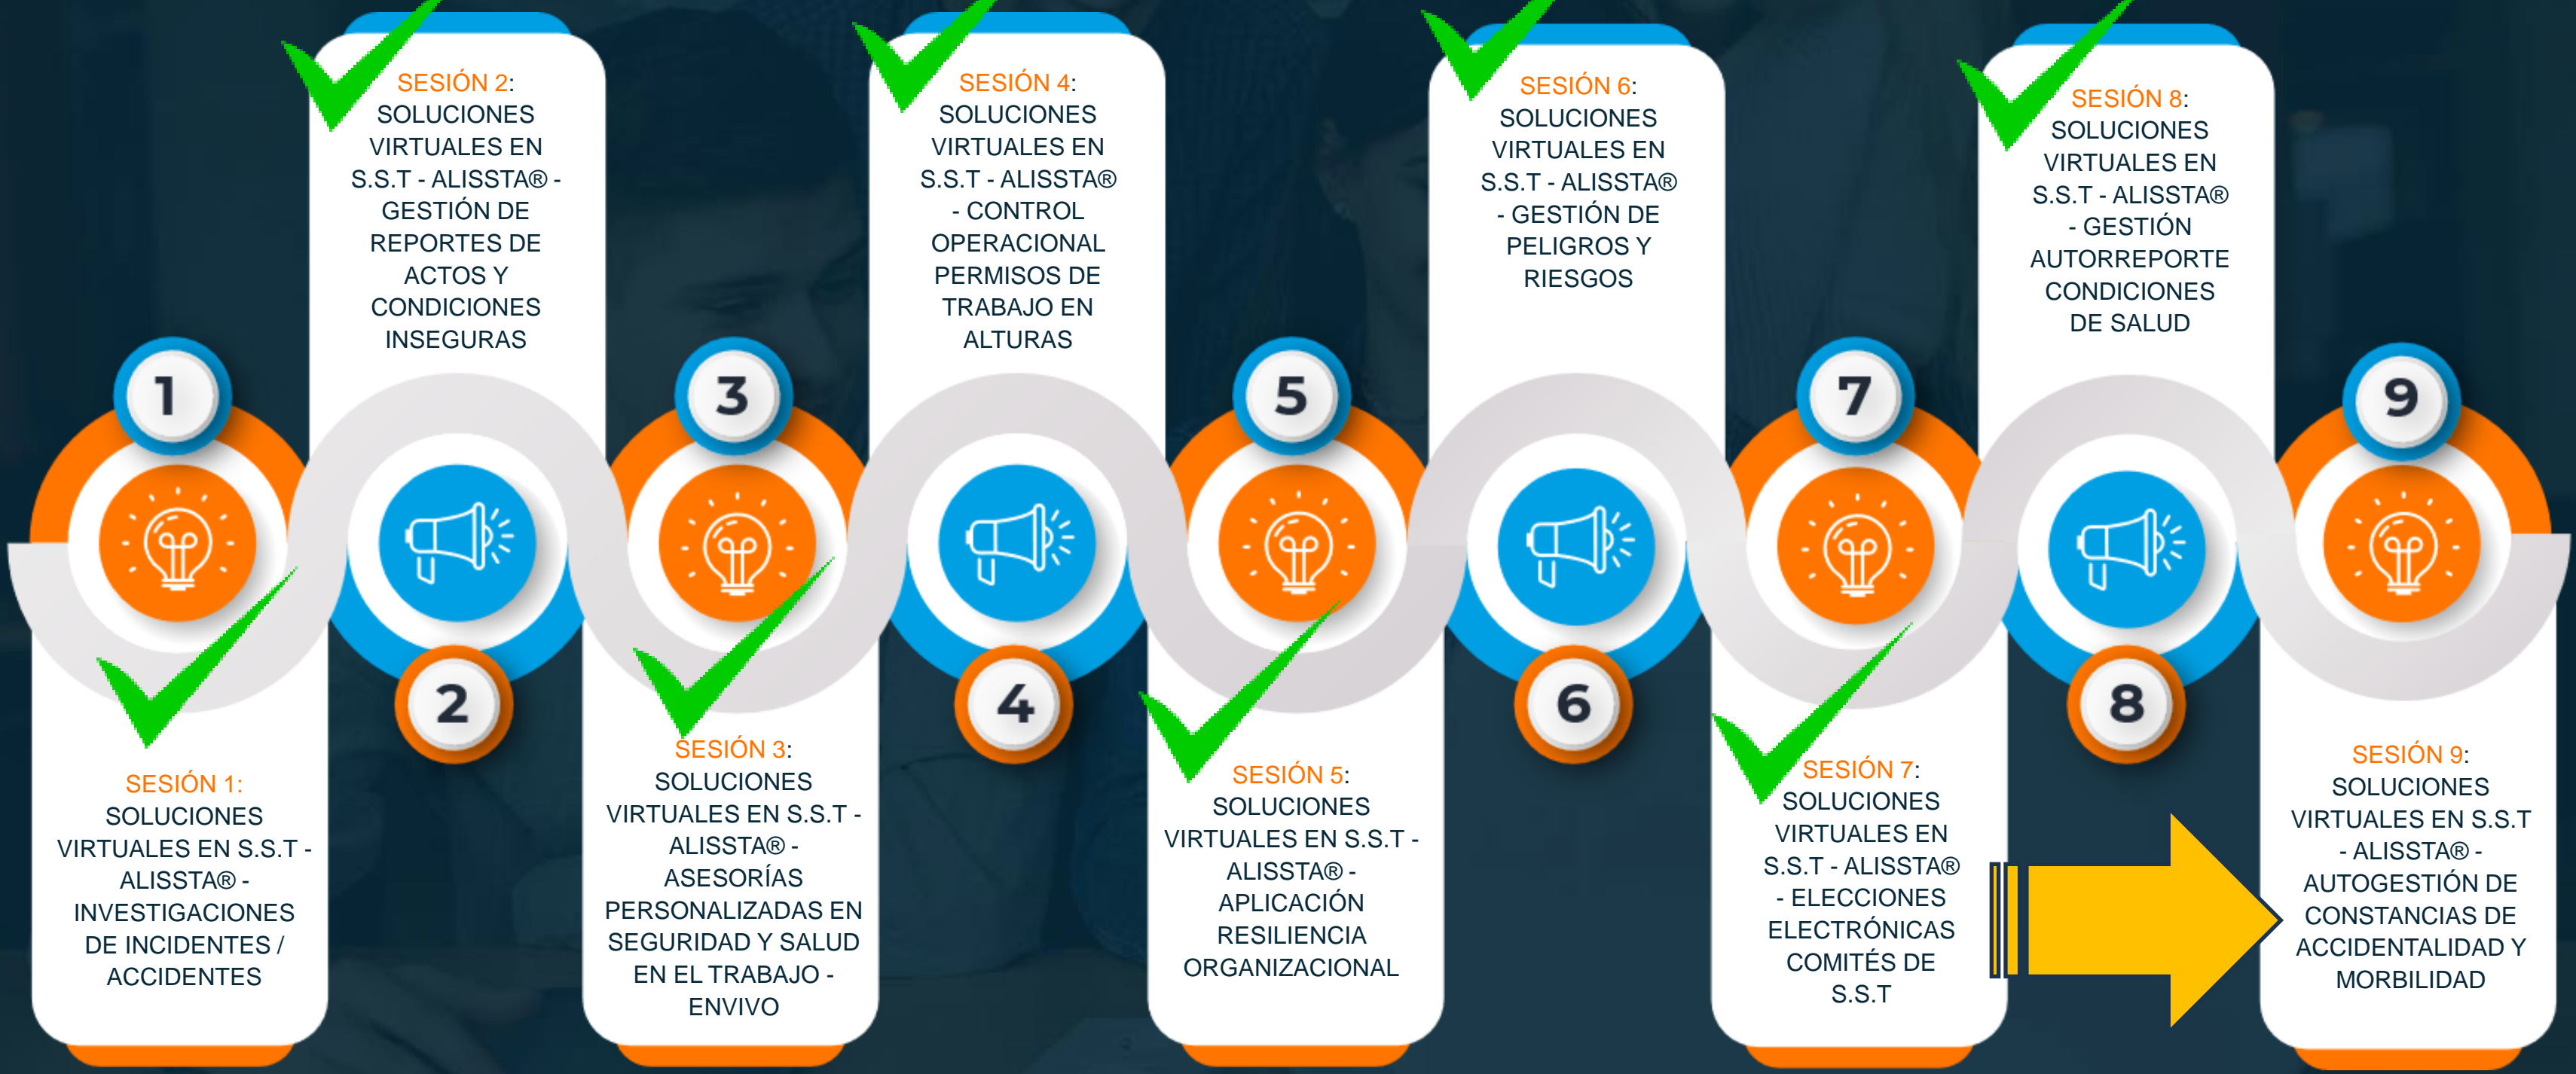 1
SESIÓN 1:
SOLUCIONES
VIRTUALES EN S.S.T -
ALISSTA® -
INVESTIGACIONES
DE INCIDENTES /
ACCIDENTES
SESIÓN 2:
SOLUCIONES
VIRTUALES EN
S.S.T - ALISSTA® -
GESTIÓN DE
REPORTES DE
ACTOS Y
CONDICIONES
INSEGURAS
2
3
SESIÓN 3:
SOLUCIONES
VIRTUALES EN S.S.T -
ALISSTA® -
ASESORÍAS
PERSONALIZADAS EN
SEGURIDAD Y SALUD
EN EL TRABAJO -
ENVIVO
SESIÓN 4:
SOLUCIONES
VIRTUALES EN
S.S.T - ALISSTA®
- CONTROL
OPERACIONAL
PERMISOS DE
TRABAJO EN
ALTURAS
4
5
SESIÓN 5:
SOLUCIONES
VIRTUALES EN S.S.T -
ALISSTA® -
APLICACIÓN
RESILIENCIA
ORGANIZACIONAL
SESIÓN 6:
SOLUCIONES
VIRTUALES EN
S.S.T - ALISSTA®
- GESTIÓN DE
PELIGROS Y
RIESGOS
6
7
SESIÓN 7:
SOLUCIONES
VIRTUALES EN
S.S.T - ALISSTA®
- ELECCIONES
ELECTRÓNICAS
COMITÉS DE
S.S.T
SESIÓN 8:
SOLUCIONES
VIRTUALES EN
S.S.T - ALISSTA®
- GESTIÓN
AUTORREPORTE
CONDICIONES
DE SALUD
8
9
SESIÓN 9:
SOLUCIONES
VIRTUALES EN S.S.T
- ALISSTA® -
AUTOGESTIÓN DE
CONSTANCIAS DE
ACCIDENTALIDAD Y
MORBILIDAD